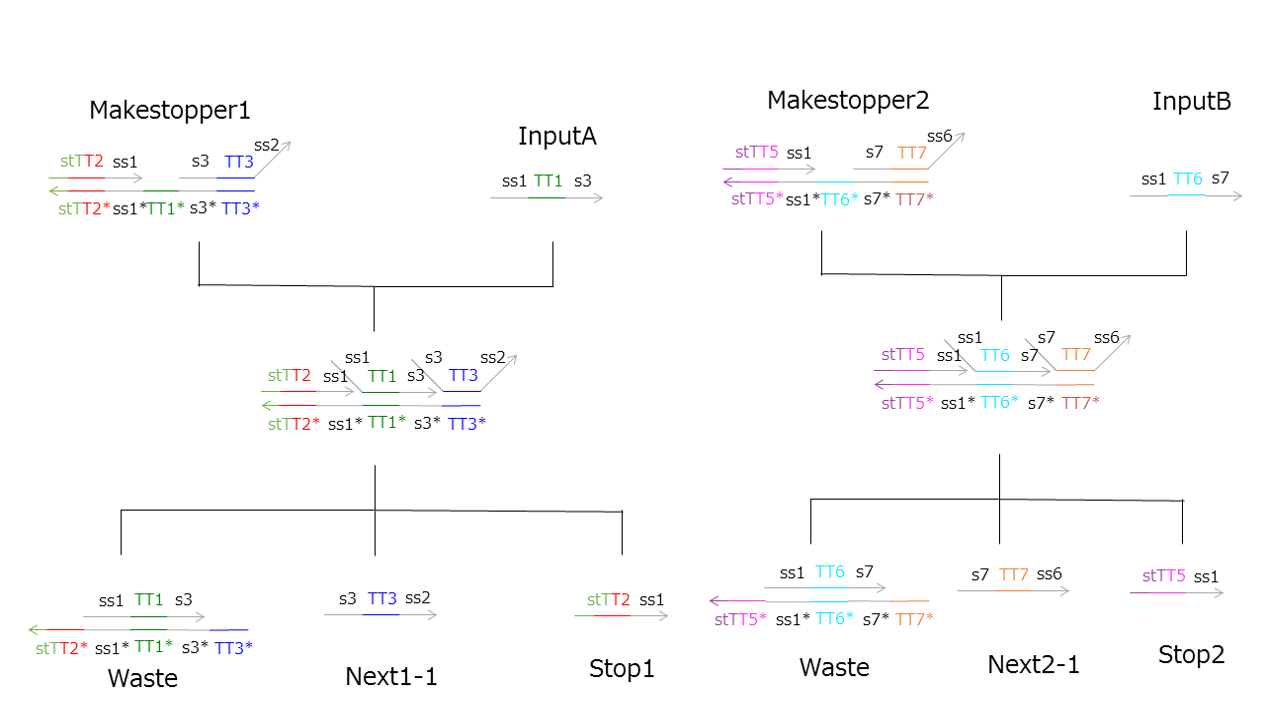 Makestopper1
InputA
Makestopper2
InputB
stTT2 ss1 s3 TT3 ss2
stTT2* ss1* TT1* s3* TT3*
ss1 TT1 s3
stTT5 ss1 s7 TT7 ss6
stTT5* ss1* TT6* s7* TT7*
ss1 TT6 s7
ss1 s3 ss2
stTT2 ss1 TT1 s3 TT3
stTT2* ss1* TT1* s3* TT3*
ss1 s7 ss6
stTT5 ss1 TT6 s7 TT7
stTT5* ss1* TT6* s7* TT7*
ss1 TT1 s3
stTT2* ss1* TT1* s3* TT3*
Waste
s3 TT3 ss2
Next1-1
stTT2 ss1
Stop1
ss1 TT6 s7
stTT5* ss1* TT6* s7* TT7*
Waste
s7 TT7 ss6
Next2-1
stTT5 ss1
Stop2